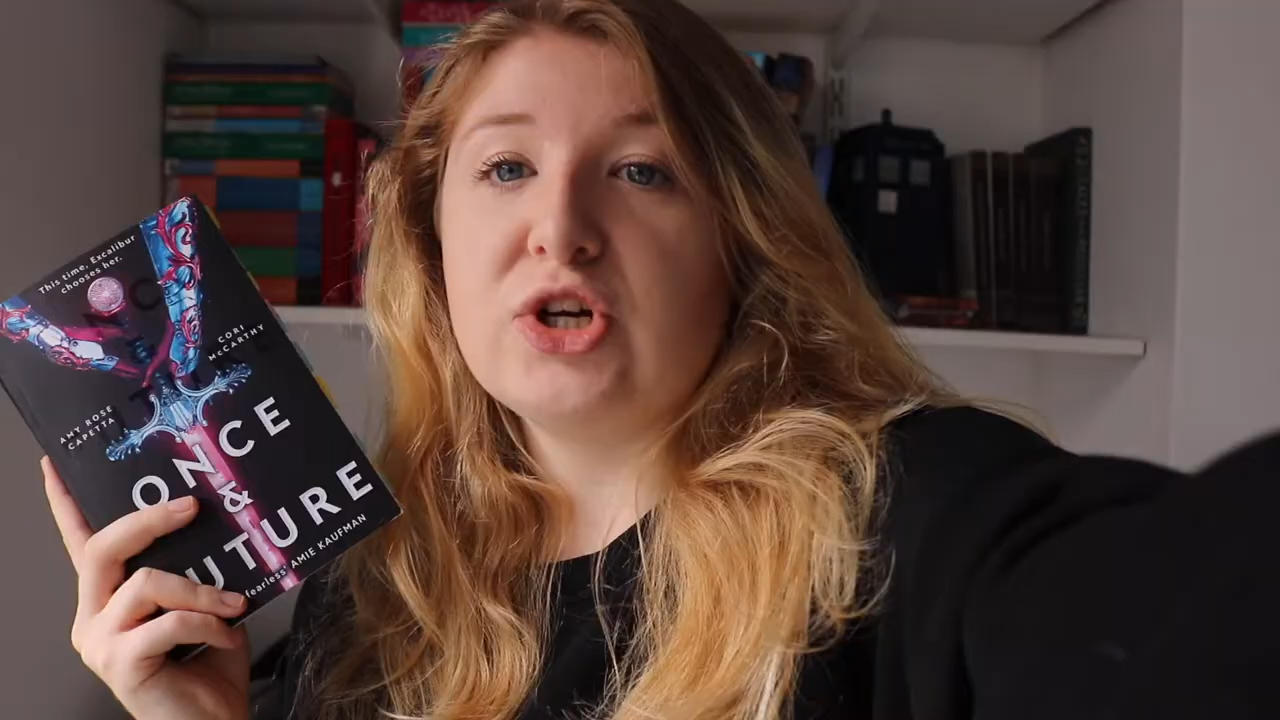 This time, Excalibur
chooses her.
CORI
McCARTHY
AMY ROSE
CAPETTA
ONCE
&
UTURE
fearless' AMIE KAUFMAN